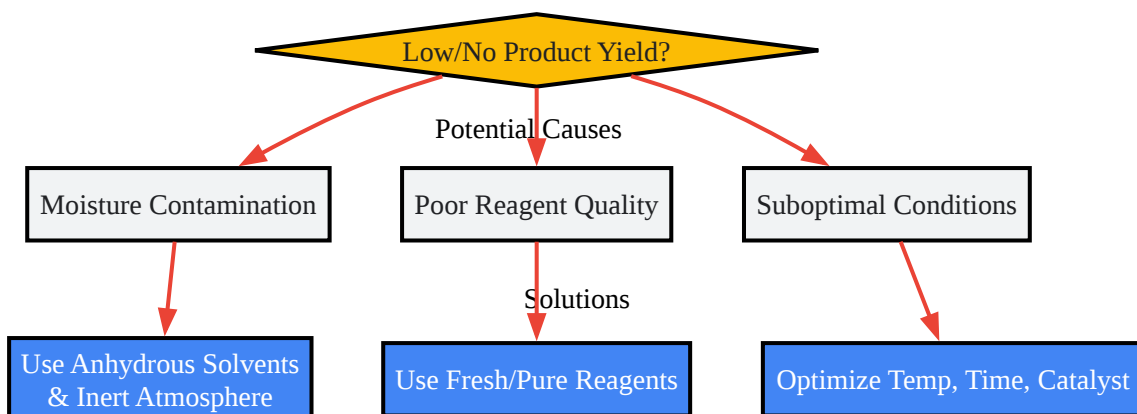 Low/No Product Yield?
Potential Causes
Moisture Contamination
Poor Reagent Quality
Suboptimal Conditions
Solutions
Use Anhydrous Solvents
& Inert Atmosphere
Use Fresh/Pure Reagents
Optimize Temp, Time, Catalyst